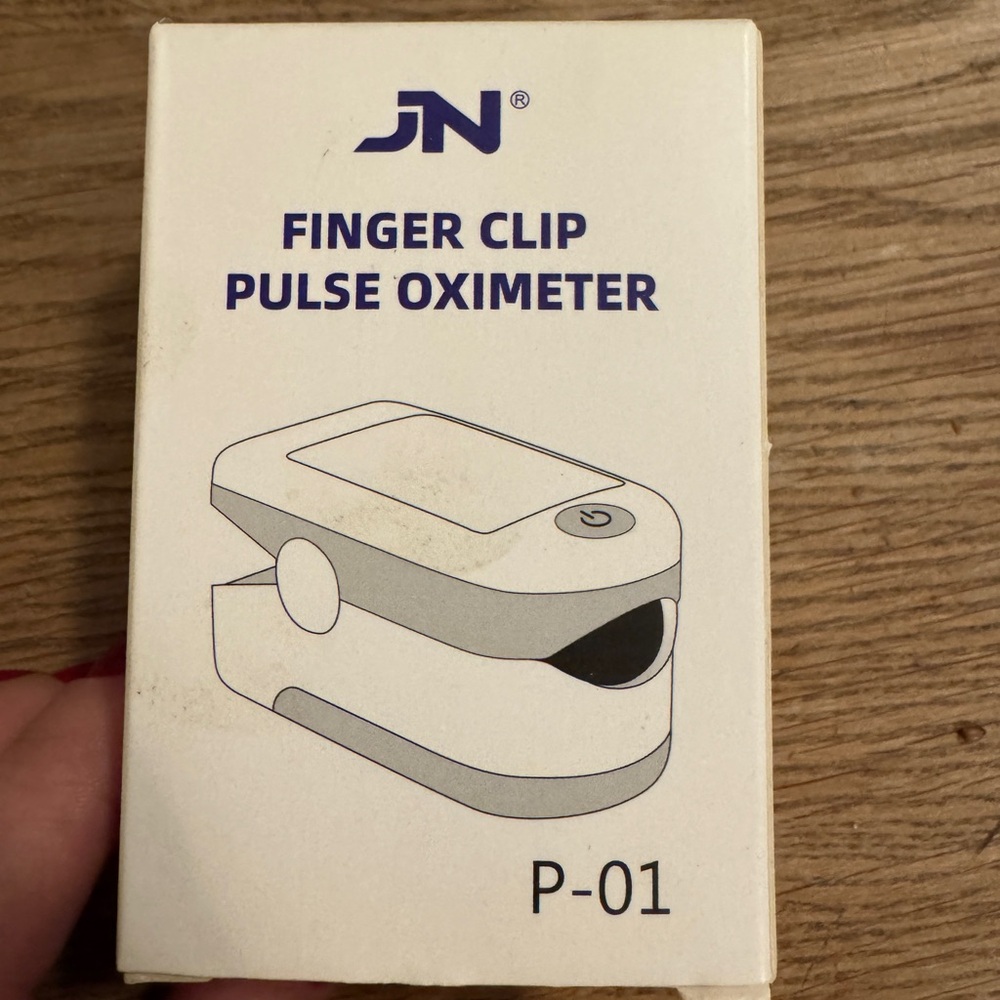 JN®
FINGER CLIP
PULSE OXIMETER
P-01